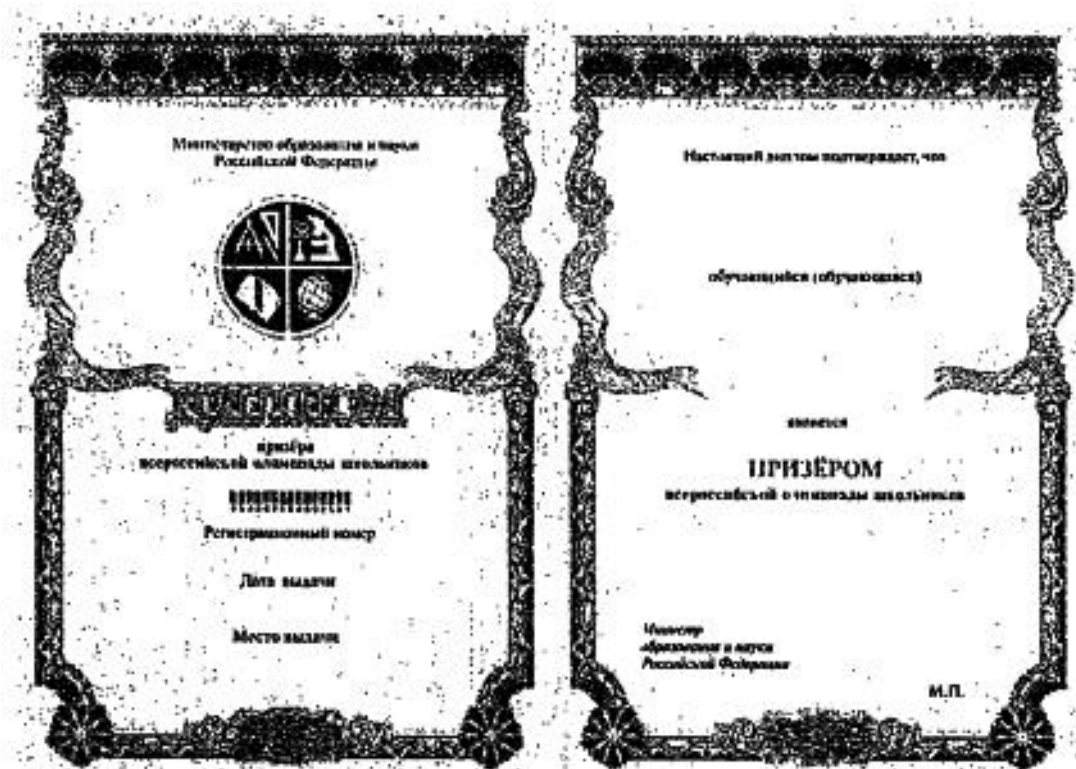 Министерство образования и науки
Российской Федерации
призёра
всероссийской олимпиады школьников
Регистрационный номер
Дата выдачи
Место выдачи
Настоящий диплом подтверждает, что
обучающийся (обучающаяся)
является
ПРИЗЁРОМ
всероссийской олимпиады школьников
Министр
образования и науки
Российской Федерации
М.П.